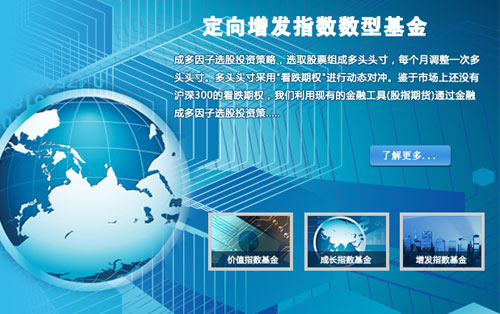 定向增发指数数型基金
成多因子选股投资策略，选取股票组成多头头寸，每个月调整一次多
头头寸。多头头寸采用"看跌期权"进行动态对冲。鉴于市场上还没有
沪深300的看跌期权，我们利用现有的金融工具(股指期货)通过金融
成多因子选股投资策.....
了解更多...
价值指数基金
成长指数基金
增发指数基金